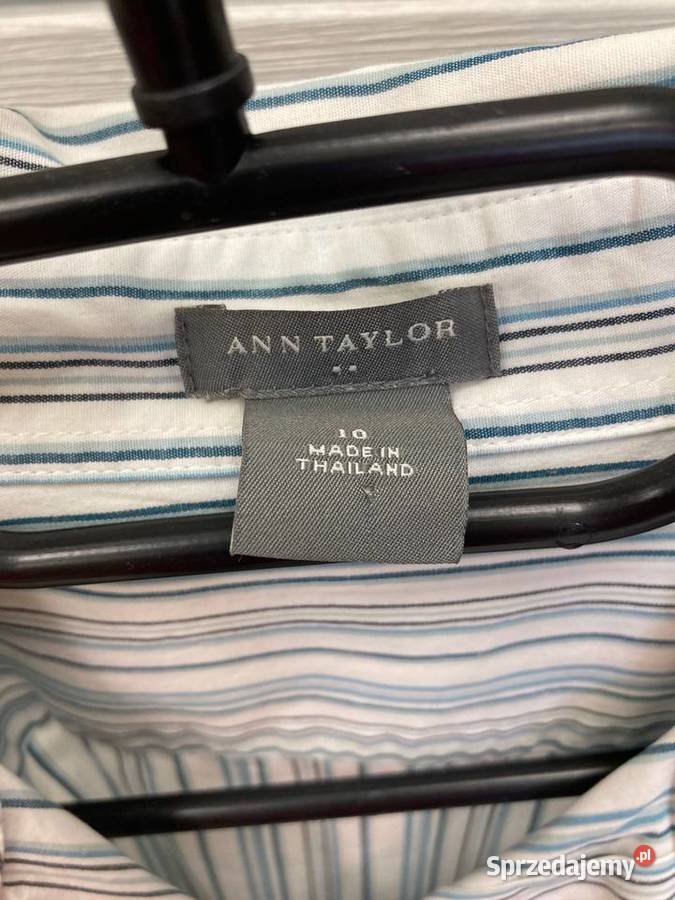 ANN TAYLOR
10
MADE IN
THAILAND
Sprzedajemy.pl